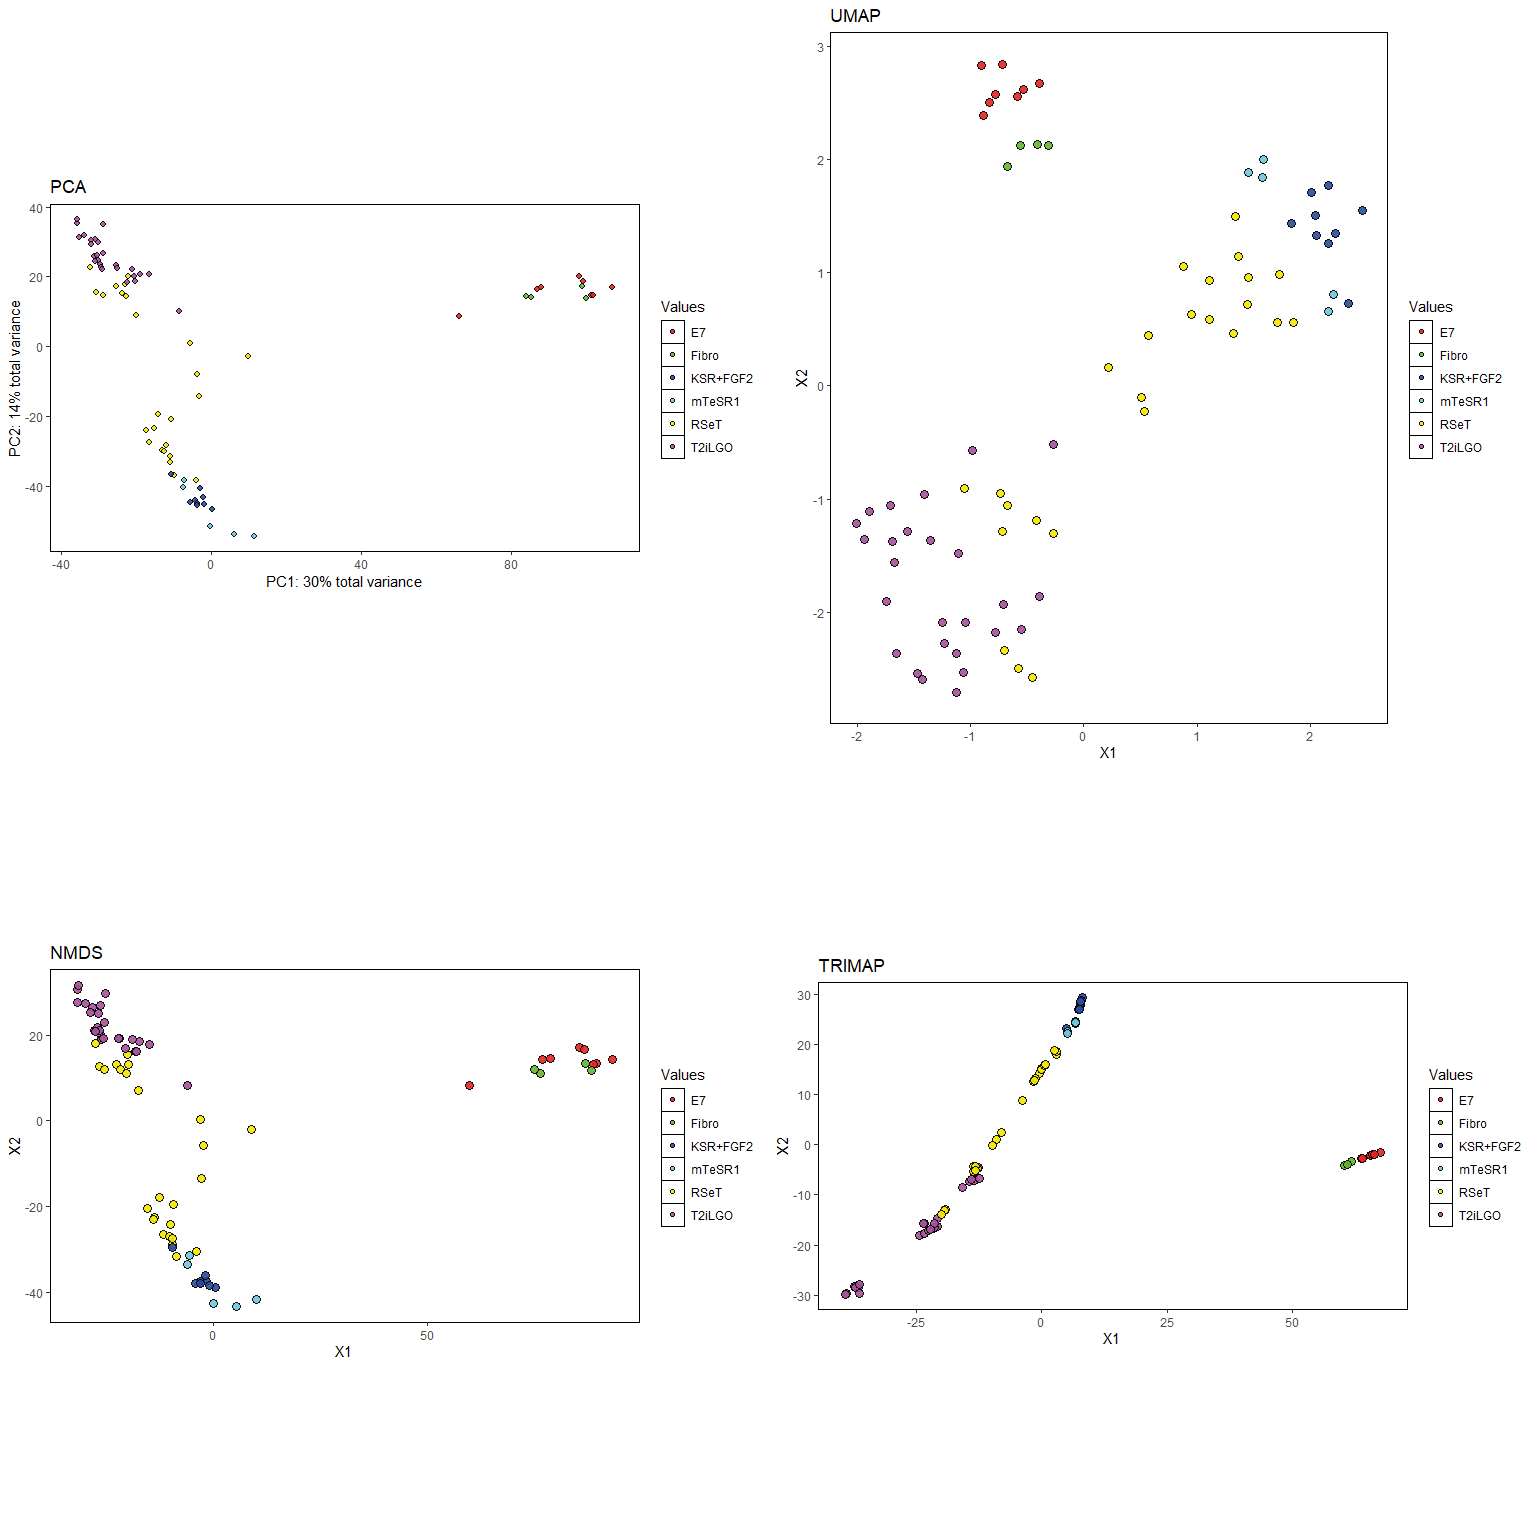 PCA
40
20
0
-20
-40
-40
0
40
80
PC1: 30% total variance
PC2: 14% total variance
Values
E7
Fibro
KSR+FGF2
mTeSR1
RSeT
T2iLGO
UMAP
3
2
1
0
-1
-2
-2
-1
0
1
2
X1
X2
Values
E7
Fibro
KSR+FGF2
mTeSR1
RSeT
T2iLGO
NMDS
20
0
-20
-40
0
50
X1
X2
Values
E7
Fibro
KSR+FGF2
mTeSR1
RSeT
T2iLGO
TRIMAP
30
20
10
0
-10
-20
-30
-25
0
25
50
X1
X2
Values
E7
Fibro
KSR+FGF2
mTeSR1
RSeT
T2iLGO